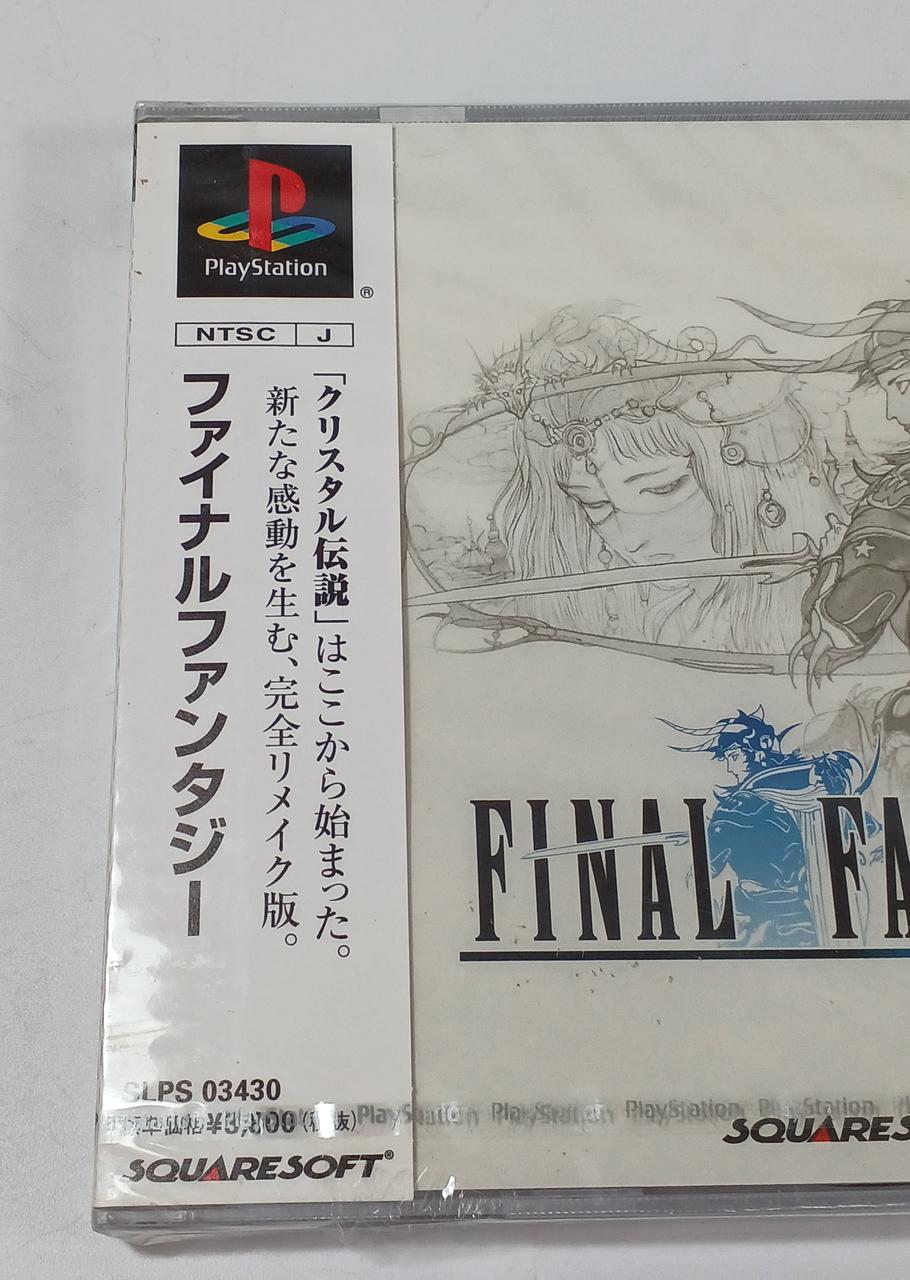 PlayStation
®
NTSC J
「クリスタル伝説」はここから始まった。
新たな感動を生む、完全リメイク版。
ファイナルファンタジー
FINAL FA
SLPS 03430
PlayStation PlayStation PlayStation PlayStation
SQUARES
SQUARESOFT®